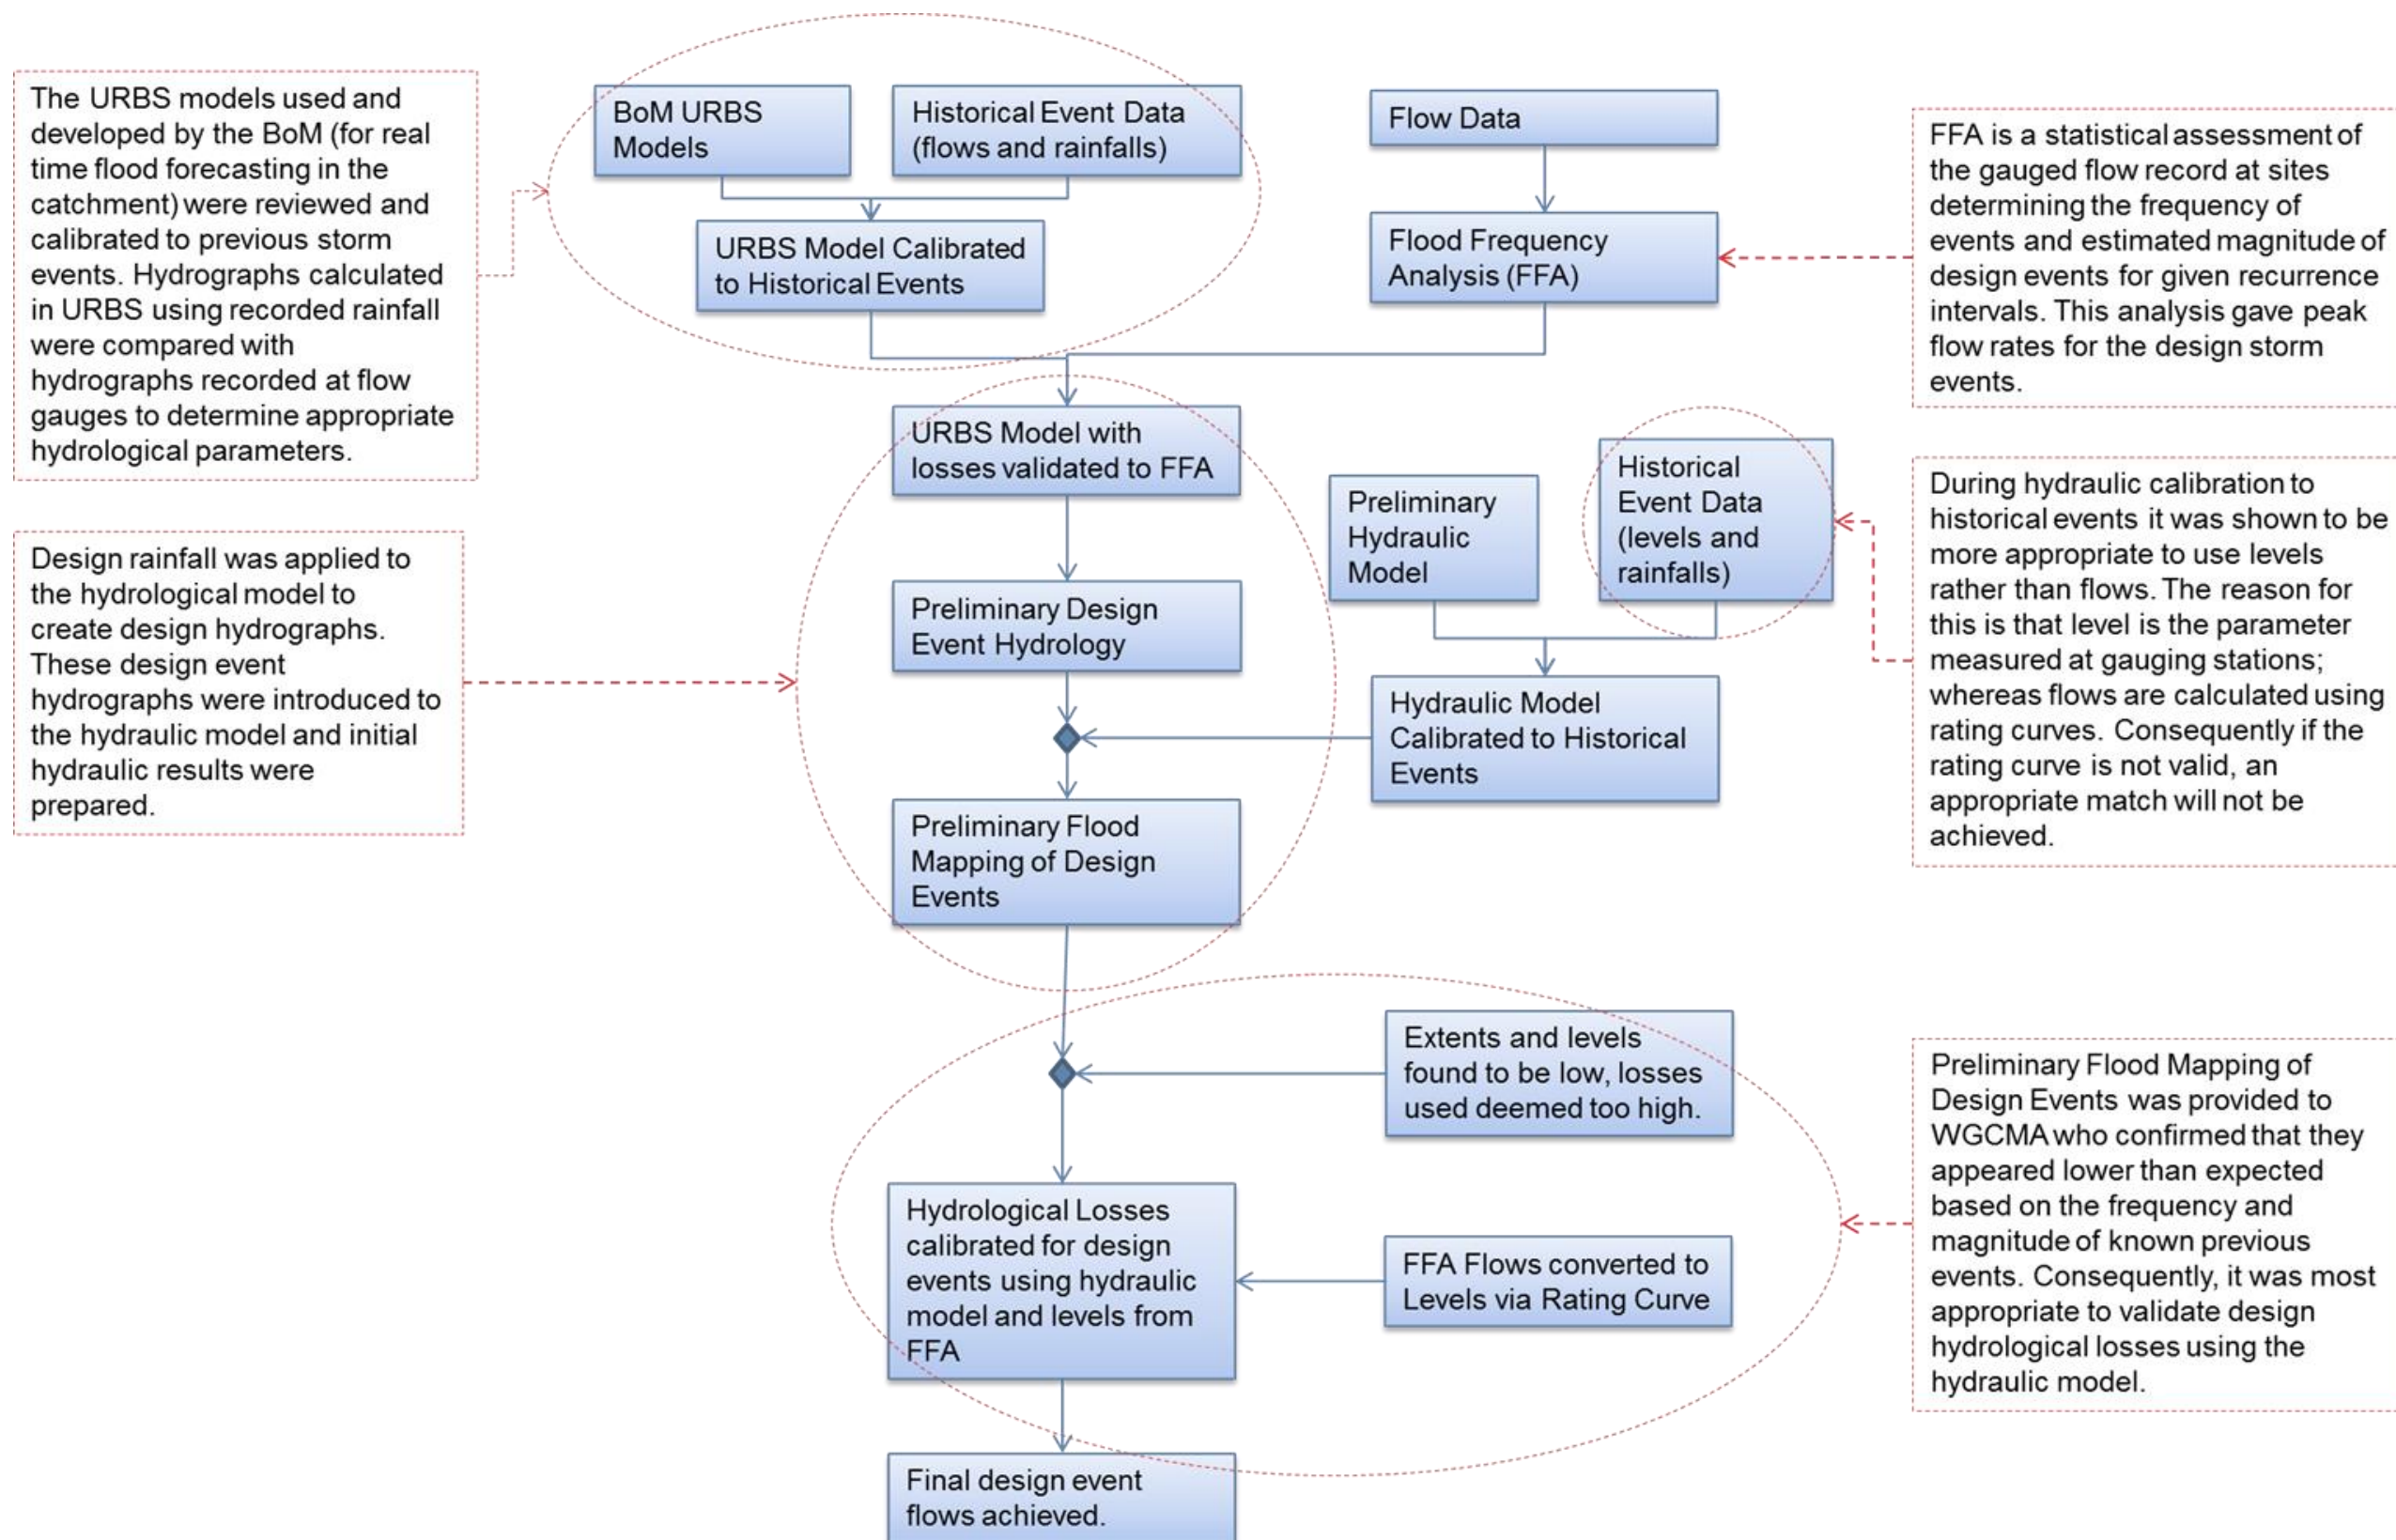 The URBS models used and
developed by the BoM (for real
time flood forecasting in the
catchment) were reviewed and
calibrated to previous storm
events. Hydrographs calculated
in URBS using recorded rainfall
were compared with
hydrographs recorded at flow
gauges to determine appropriate
hydrological parameters.
BoM URBS
Models
Historical Event Data
(flows and rainfalls)
URBS Model Calibrated
to Historical Events
Flow Data
Flood Frequency
Analysis (FFA)
FFA is a statistical assessment of
the gauged flow record at sites
determining the frequency of
events and estimated magnitude of
design events for given recurrence
intervals. This analysis gave peak
flow rates for the design storm
events.
URBS Model with
losses validated to FFA
Preliminary
Hydraulic
Model
Historical
Event Data
(levels and
rainfalls)
During hydraulic calibration to
historical events it was shown to be
more appropriate to use levels
rather than flows. The reason for
this is that level is the parameter
measured at gauging stations;
whereas flows are calculated using
rating curves. Consequently if the
rating curve is not valid, an
appropriate match will not be
achieved.
Design rainfall was applied to
the hydrological model to
create design hydrographs.
These design event
hydrographs were introduced to
the hydraulic model and initial
hydraulic results were
prepared.
Preliminary Design
Event Hydrology
Hydraulic Model
Calibrated to Historical
Events
Preliminary Flood
Mapping of Design
Events
Extents and levels
found to be low, losses
used deemed too high.
Preliminary Flood Mapping of
Design Events was provided to
WGCMA who confirmed that they
appeared lower than expected
based on the frequency and
magnitude of known previous
events. Consequently, it was most
appropriate to validate design
hydrological losses using the
hydraulic model.
Hydrological Losses
calibrated for design
events using hydraulic
model and levels from
FFA
FFA Flows converted to
Levels via Rating Curve
Final design event
flows achieved.